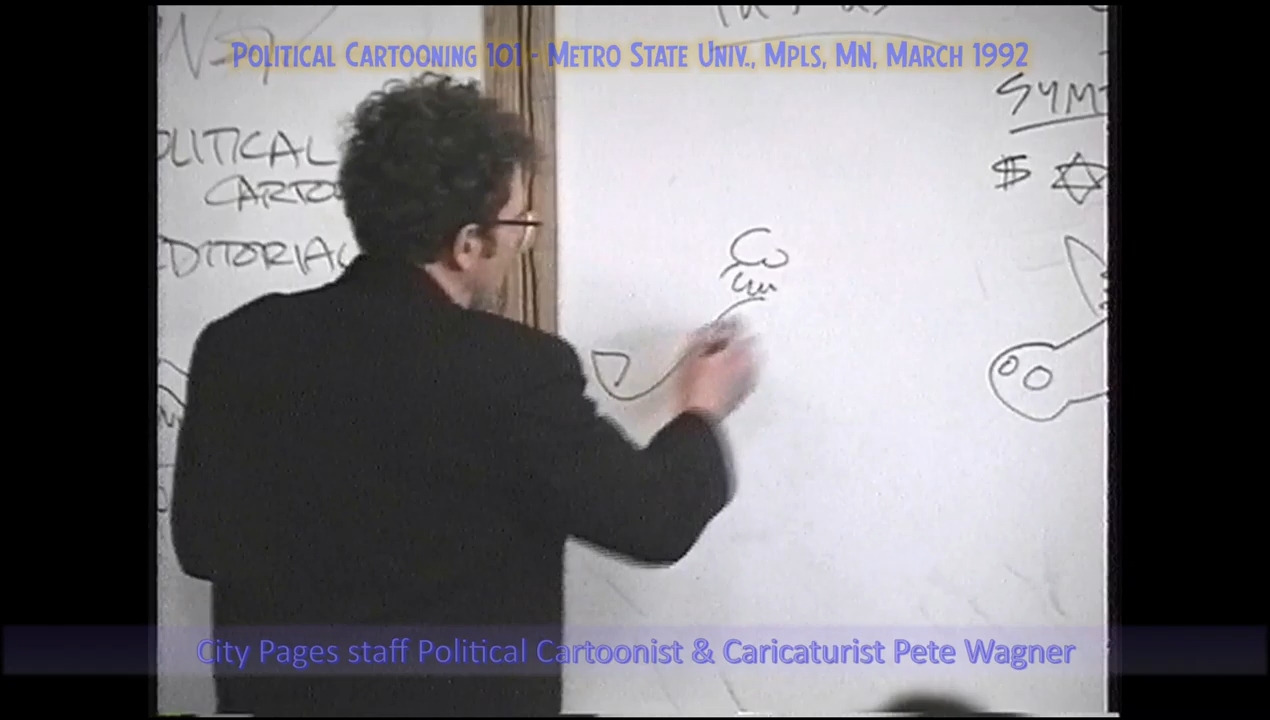 Political Cartooning 101 - Metro State Univ., Mpls, MN, March 1992
SYM
OLITICAL
$
CARTOO
DITORIAL
City Pages staff Political Cartoonist & Caricaturist Pete Wagner